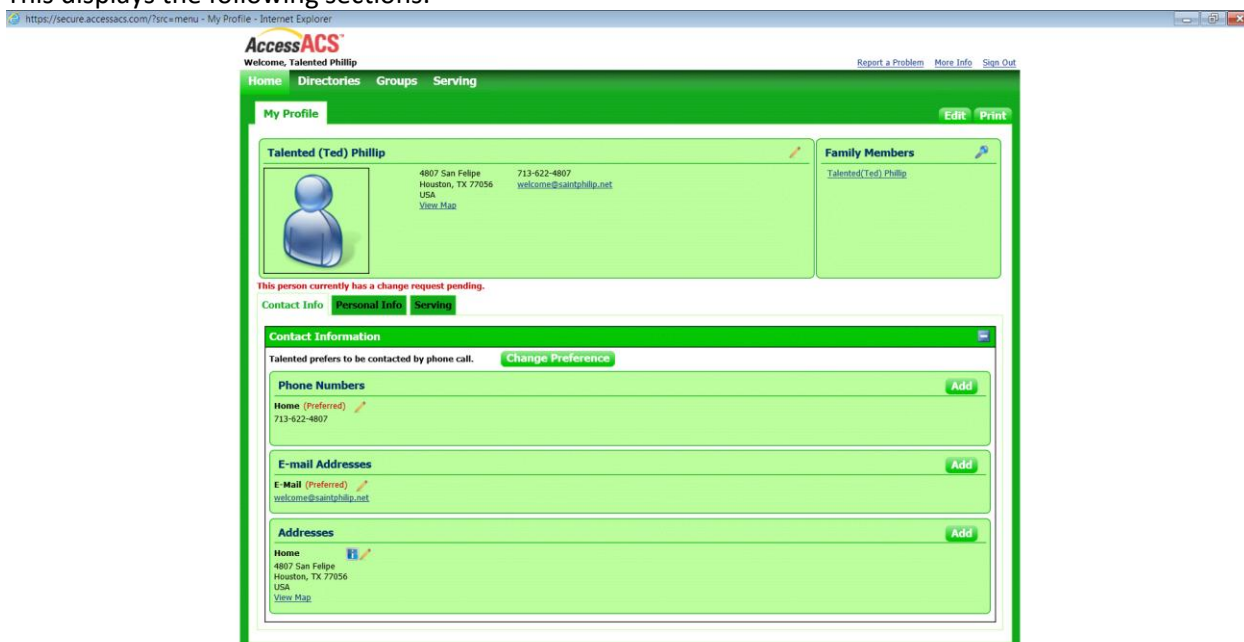 This displays the following sections.
https://secure.accessacs.com/?src=menu - My Profile - Internet Explorer
AccessACS™
Welcome, Talented Phillip
Report a Problem More Info Sign Out
Home Directories Groups Serving
My Profile
Edit Print
Talented (Ted) Phillip
4807 San Felipe
Houston, TX 77056
USA
View Map
713-622-4807
welcome@saintphilip.net
Family Members
Talented(Ted) Phillip
This person currently has a change request pending.
Contact Info Personal Info Serving
Contact Information
Talented prefers to be contacted by phone call. Change Preference
Phone Numbers Add
Home (Preferred)
713-622-4807
E-mail Addresses Add
E-Mail (Preferred)
welcome@saintphilip.net
Addresses Add
Home
4807 San Felipe
Houston, TX 77056
USA
View Map